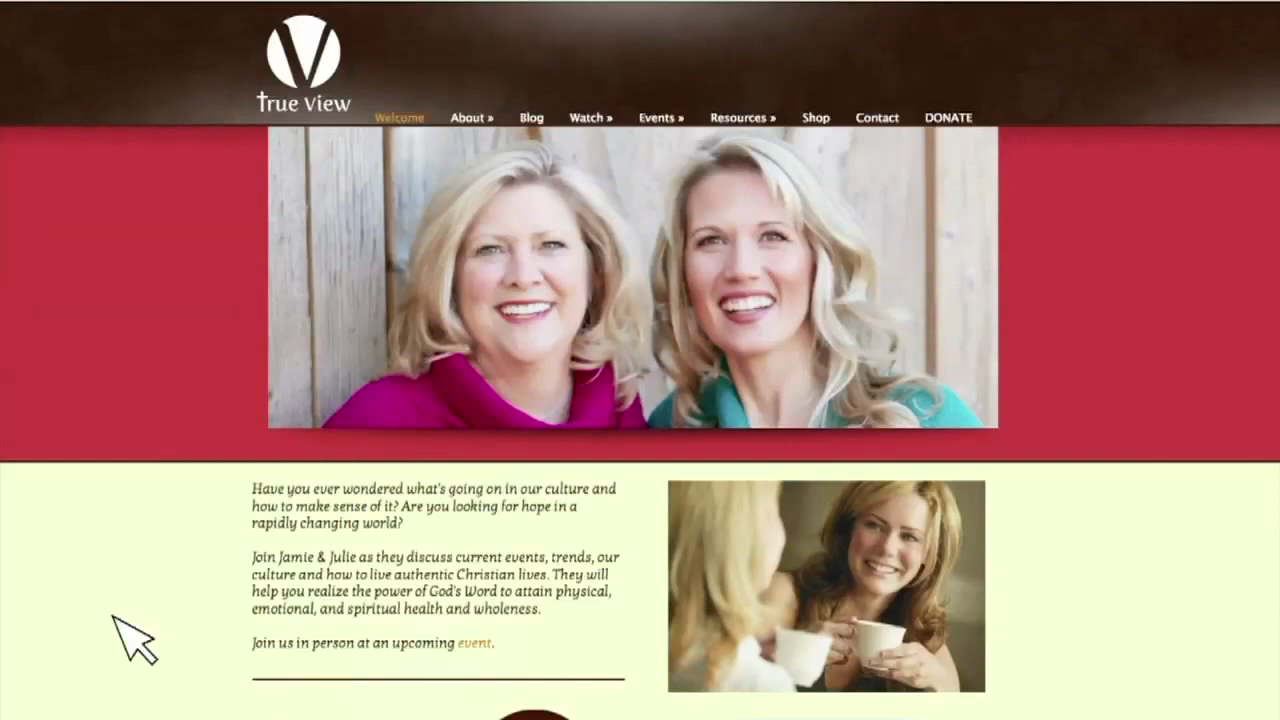 True View
Welcome About » Blog Watch » Events » Resources » Shop Contact DONATE
Have you ever wondered what's going on in our culture and
how to make sense of it? Are you looking for hope in a
rapidly changing world?
Join Jamie & Julie as they discuss current events, trends, our
culture and how to live authentic Christian lives. They will
help you realize the power of God's Word to attain physical,
emotional, and spiritual health and wholeness.
Join us in person at an upcoming event.